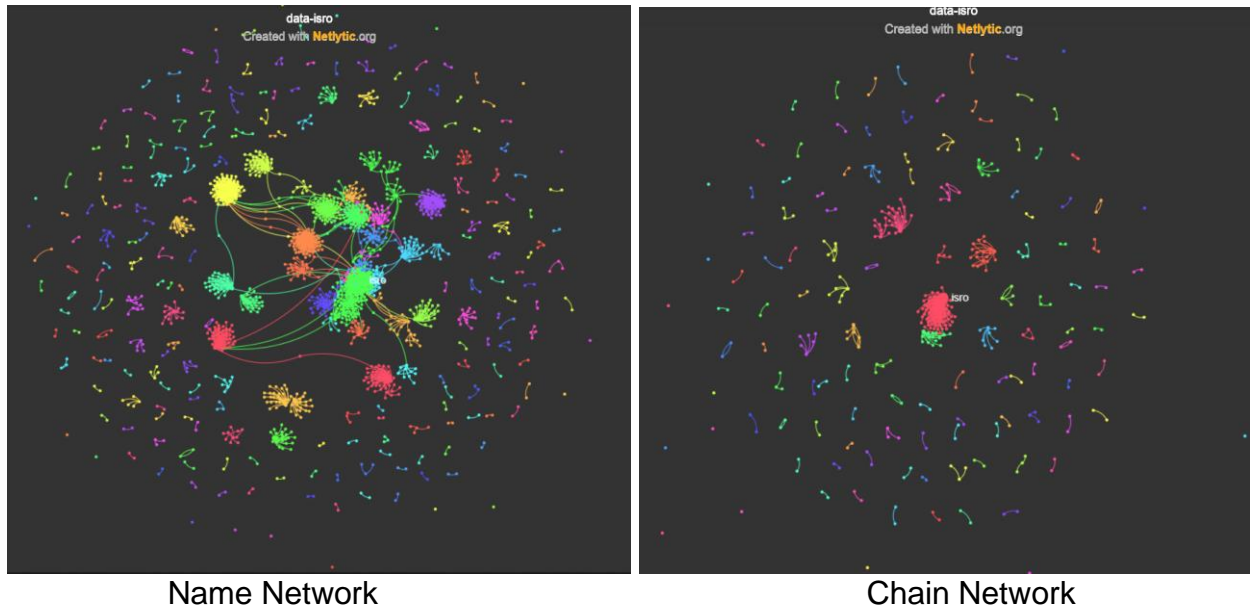 data-isro
Created with Netlytic.org
isro
Name Network
data-isro
Created with Netlytic.org
isro
Chain Network